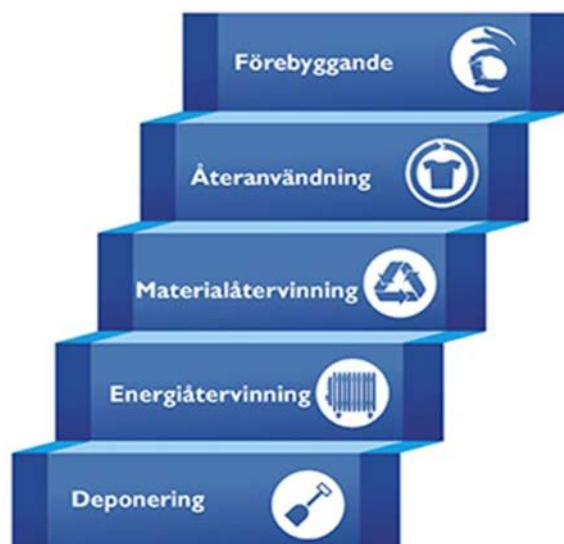 Förebyggande
Återanvändning
Materialåtervinning
Energiåtervinning
Deponering